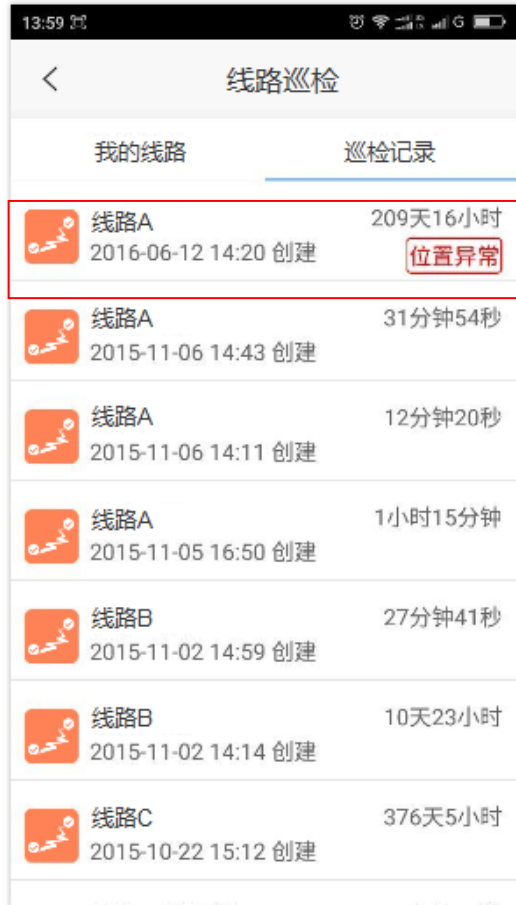 13:59
G
线路巡检
我的线路
巡检记录
线路A
209天16小时
2016-06-12 14:20 创建
位置异常
线路A
31分钟54秒
2015-11-06 14:43 创建
线路A
12分钟20秒
2015-11-06 14:11 创建
线路A
1小时15分钟
2015-11-05 16:50 创建
线路B
27分钟41秒
2015-11-02 14:59 创建
线路B
10天23小时
2015-11-02 14:14 创建
线路C
376天5小时
2015-10-22 15:12 创建